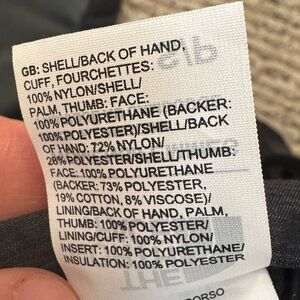 GB: SHELL/BACK OF HAND,
CUFF, FOURCHETTES:
100% NYLON/SHELL/
PALM, THUMB: FACE:
100% POLYURETHANE (BACKER:
100% POLYESTER)/SHELL/BACK
OF HAND: 72% NYLON/
28% POLYESTER/SHELL/THUMB:
FACE: 100% POLYURETHANE
(BACKER: 73% POLYESTER,
19% COTTON, 8% VISCOSE)/
LINING/BACK OF HAND, PALM,
THUMB: 100% POLYESTER/
LINING/CUFF: 100% NYLON/
INSERT: 100% POLYURETHANE/
INSULATION: 100% POLYESTER
DORSO